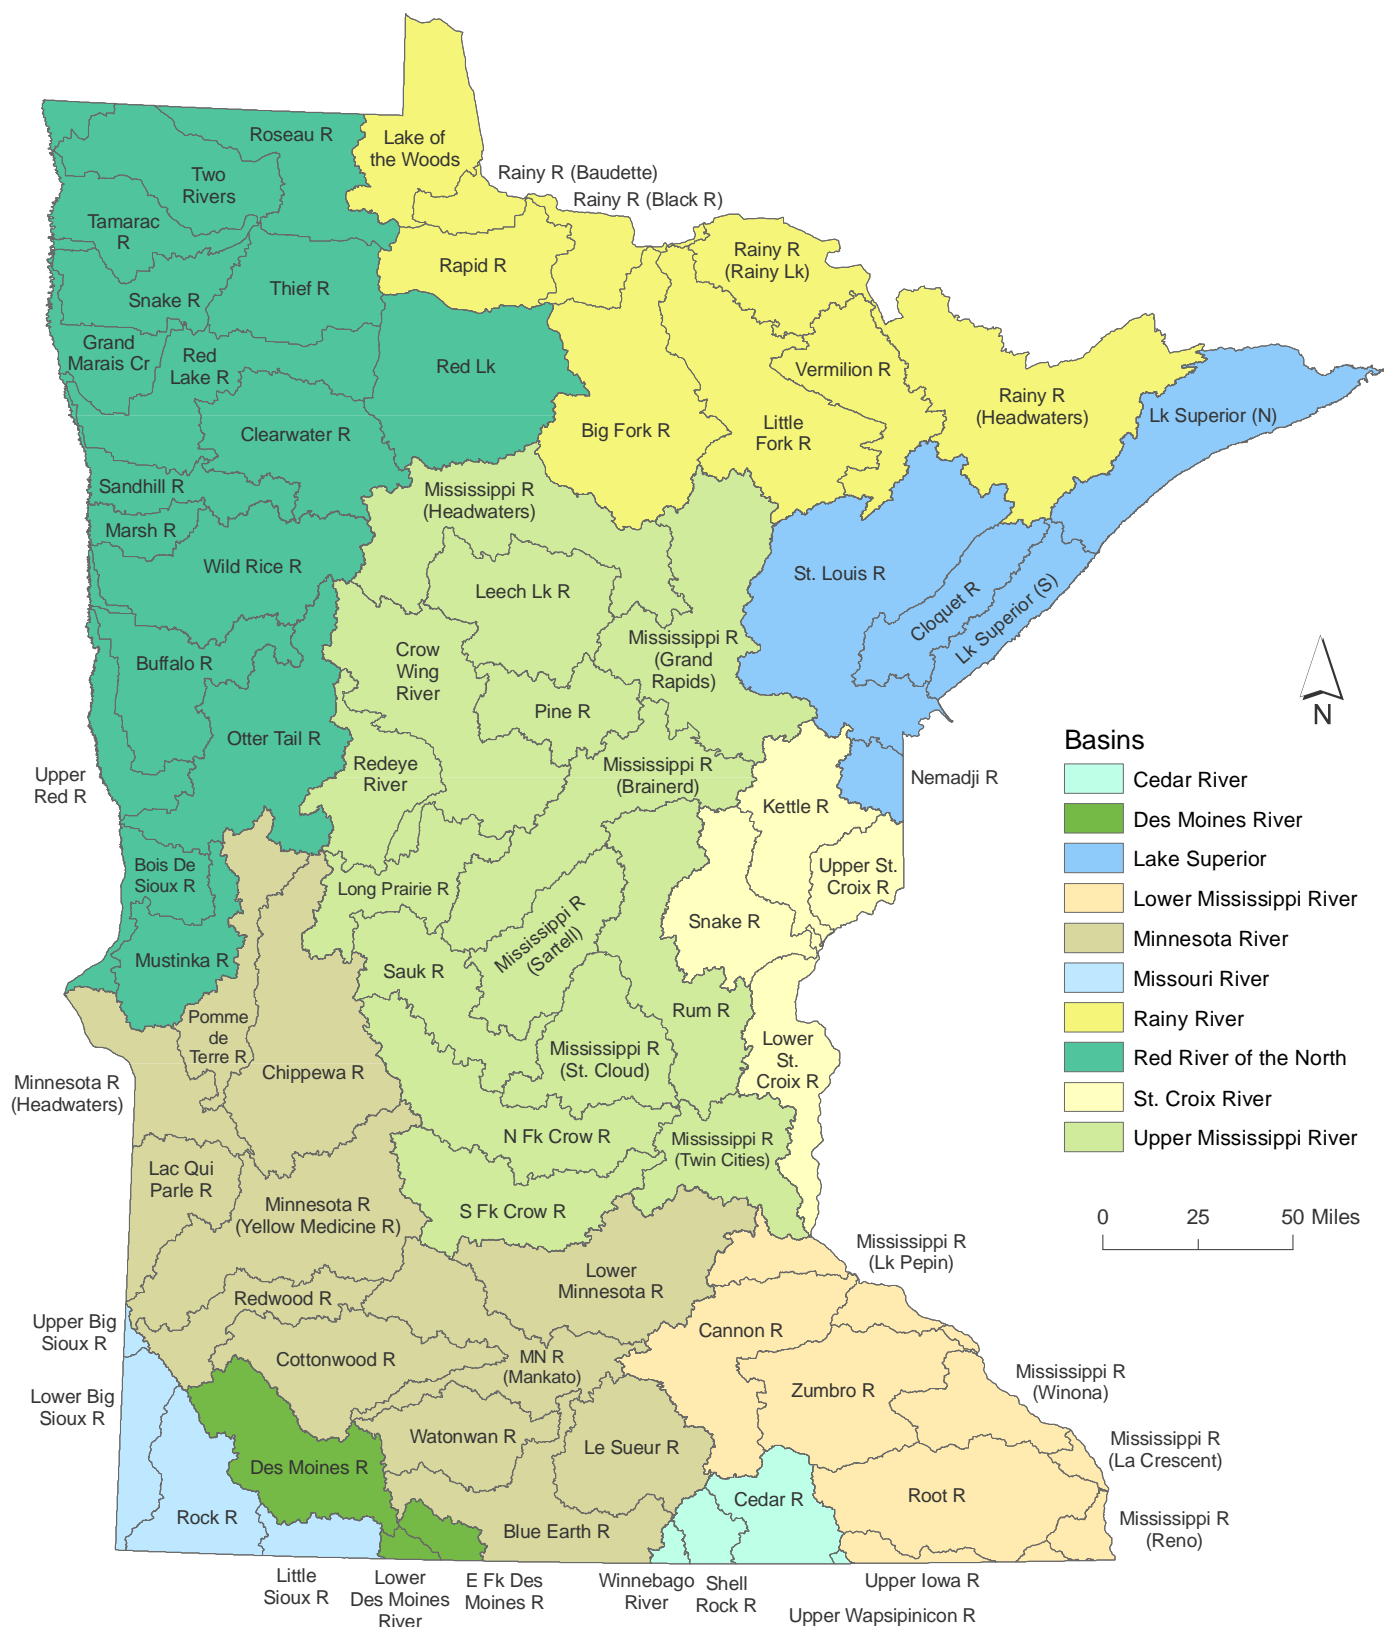 Roseau R
Lake of
the Woods
Two
Rivers
Rainy R (Baudette)
Rainy R (Black R)
Tamarac
R
Rainy R
(Rainy Lk)
Rapid R
Thief R
Snake R
Grand
Marais Cr
Red
Lake R
Red Lk
Vermilion R
Rainy R
(Headwaters)
Lk Superior (N)
Clearwater R
Big Fork R
Little
Fork R
Sandhill R
Mississippi R
(Headwaters)
Marsh R
Wild Rice R
Leech Lk R
St. Louis R
Cloquet R
Lk Superior (S)
Buffalo R
Crow
Wing
River
Mississippi R
(Grand
Rapids)
Pine R
N
Otter Tail R
Upper
Red R
Redeye
River
Mississippi R
(Brainerd)
Nemadji R
Kettle R
Basins
Cedar River
Des Moines River
Lake Superior
Lower Mississippi River
Minnesota River
Missouri River
Rainy River
Red River of the North
St. Croix River
Upper Mississippi River
Bois De
Sioux R
Long Prairie R
Upper St.
Croix R
Mustinka R
Sauk R
Mississippi R
(Sartell)
Snake R
Pomme
de
Terre R
Rum R
Minnesota R
(Headwaters)
Chippewa R
Mississippi R
(St. Cloud)
Lower
St.
Croix R
N Fk Crow R
Mississippi R
(Twin Cities)
Lac Qui
Parle R
Minnesota R
(Yellow Medicine R)
S Fk Crow R
0 25 50 Miles
Mississippi R
(Lk Pepin)
Lower
Minnesota R
Redwood R
Upper Big
Sioux R
Cannon R
Cottonwood R
MN R
(Mankato)
Zumbro R
Mississippi R
(Winona)
Lower Big
Sioux R
Watonwan R
Le Sueur R
Mississippi R
(La Crescent)
Des Moines R
Cedar R
Root R
Rock R
Blue Earth R
Mississippi R
(Reno)
Little
Sioux R
Lower
Des Moines
River
E Fk Des
Moines R
Winnebago
River
Shell
Rock R
Upper Iowa R
Upper Wapsipinicon R